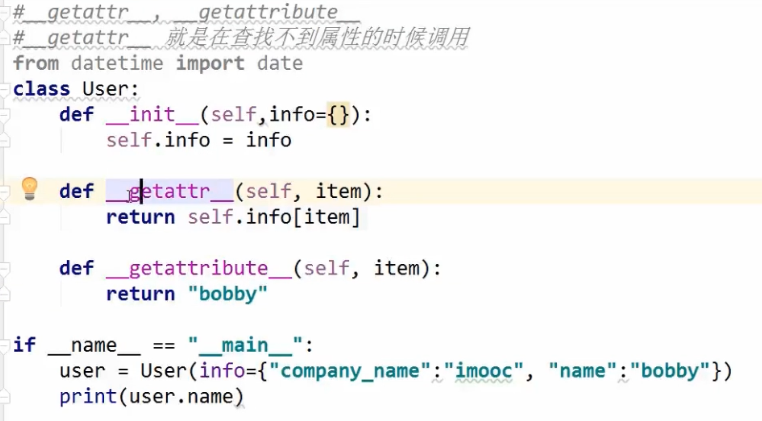 #__getattr__, __getattribute__
#__getattr__ 就是在查找不到属性的时候调用
from datetime import date
class User:
    def __init__(self,info={}):
        self.info = info
    def __getattr__(self, item):
        return self.info[item]
    def __getattribute__(self, item):
        return "bobby"
if __name__ == "__main__":
    user = User(info={"company_name":"imooc", "name":"bobby"})
    print(user.name)